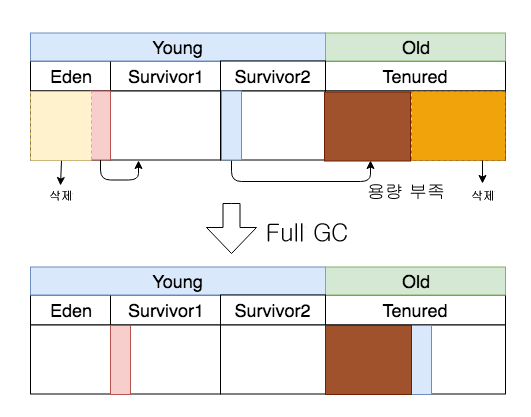 Young Old
Eden Survivor1 Survivor2 Tenured
삭제 용량 부족 삭제
Full GC
Young Old
Eden Survivor1 Survivor2 Tenured